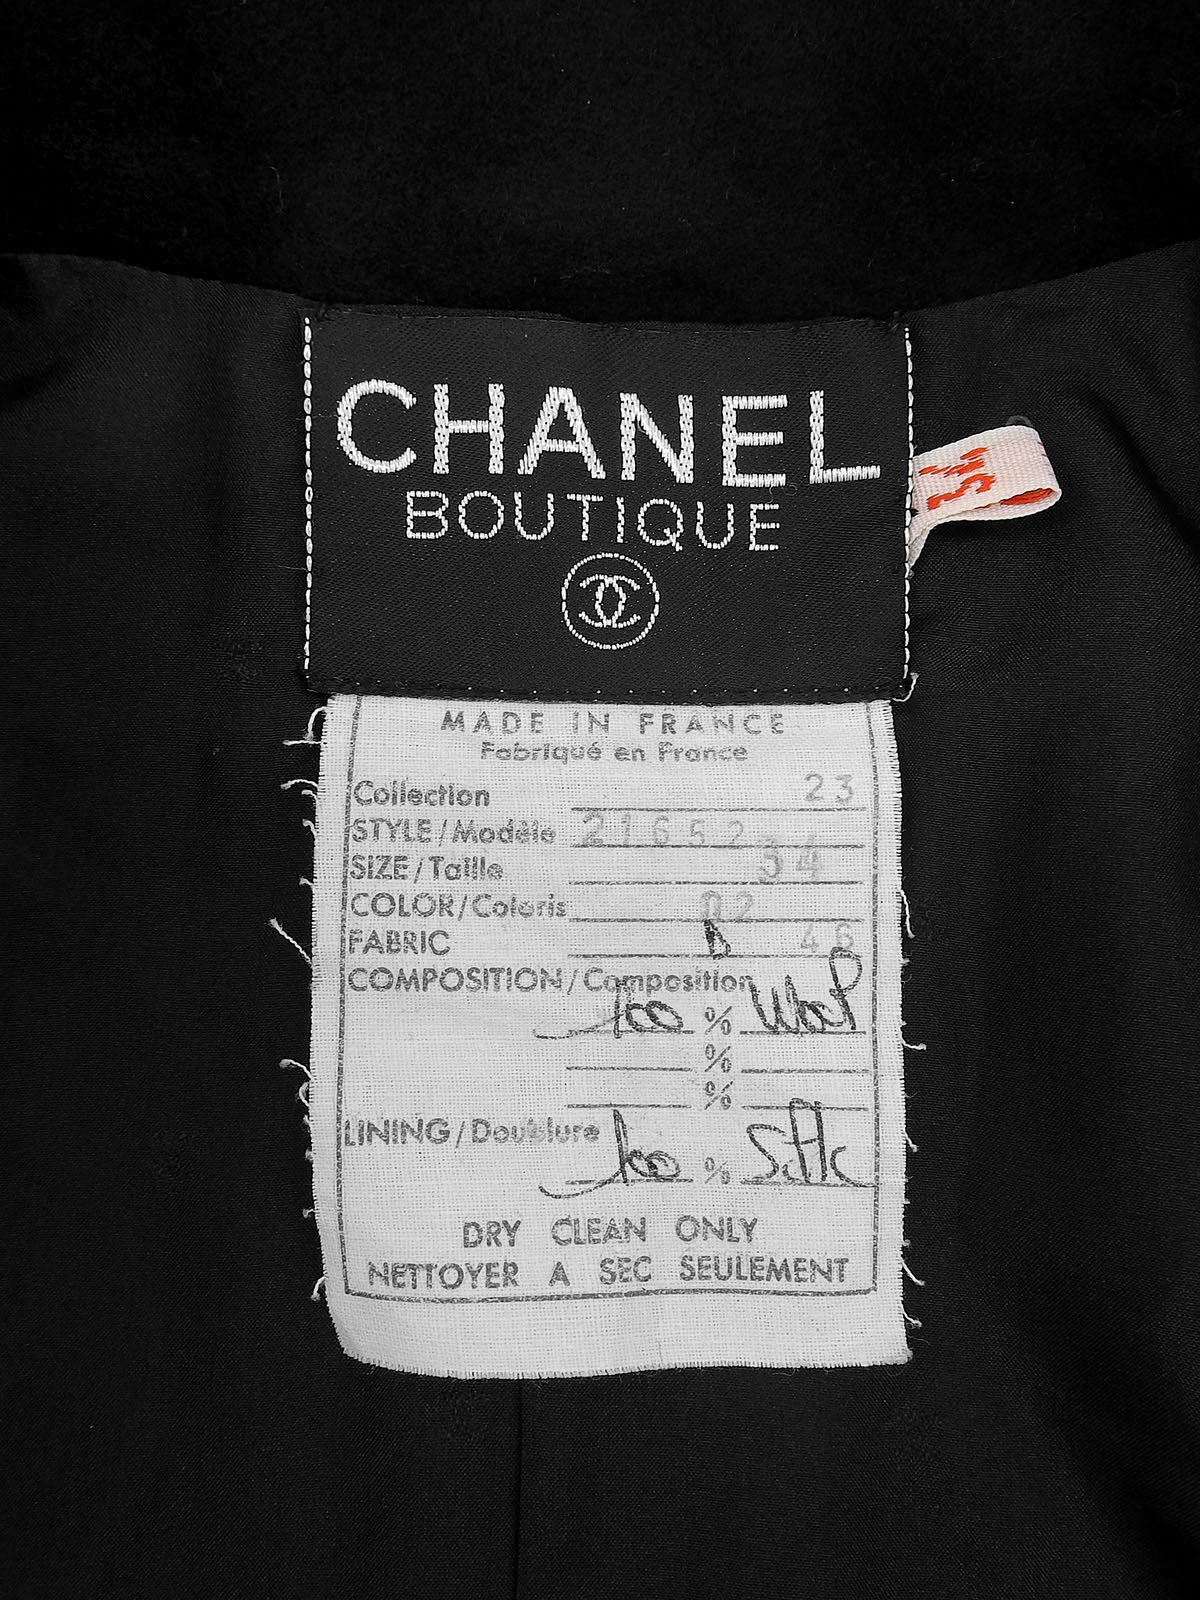 CHANEL
BOUTIQUE
MADE IN FRANCE
Fabriqué en France
Collection 23
STYLE/Modèle 21652
SIZE/Taille 34
COLOR/Coloris 02
FABRIC 46
COMPOSITION/Composition
100 % Wool
%
%
LINING/Doublure
100 % Silk
DRY CLEAN ONLY
NETTOYER A SEC SEULEMENT